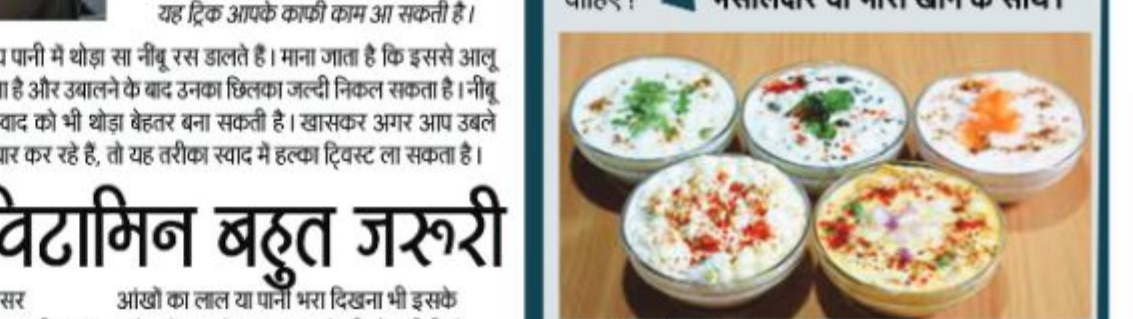 यह ट्रिक आपके काफी काम आ सकती है।
पानी में थोड़ा सा नींबू रस डालते हैं। माना जाता है कि इससे आलू
है और उबालने के बाद उनका छिलका जल्दी निकल सकता है। नींबू
को भी थोड़ा बेहतर बना सकती है। खासकर अगर आप उबले
कर रहे हैं, तो यह तरीका स्वाद में हल्का ट्विस्ट ला सकता है।
विटामिन बहुत जरूरी
आंखों का लाल या पानी भरा दिखना भी इसके
चाहिए?
मसालेदार या भारी खाने के साथ।